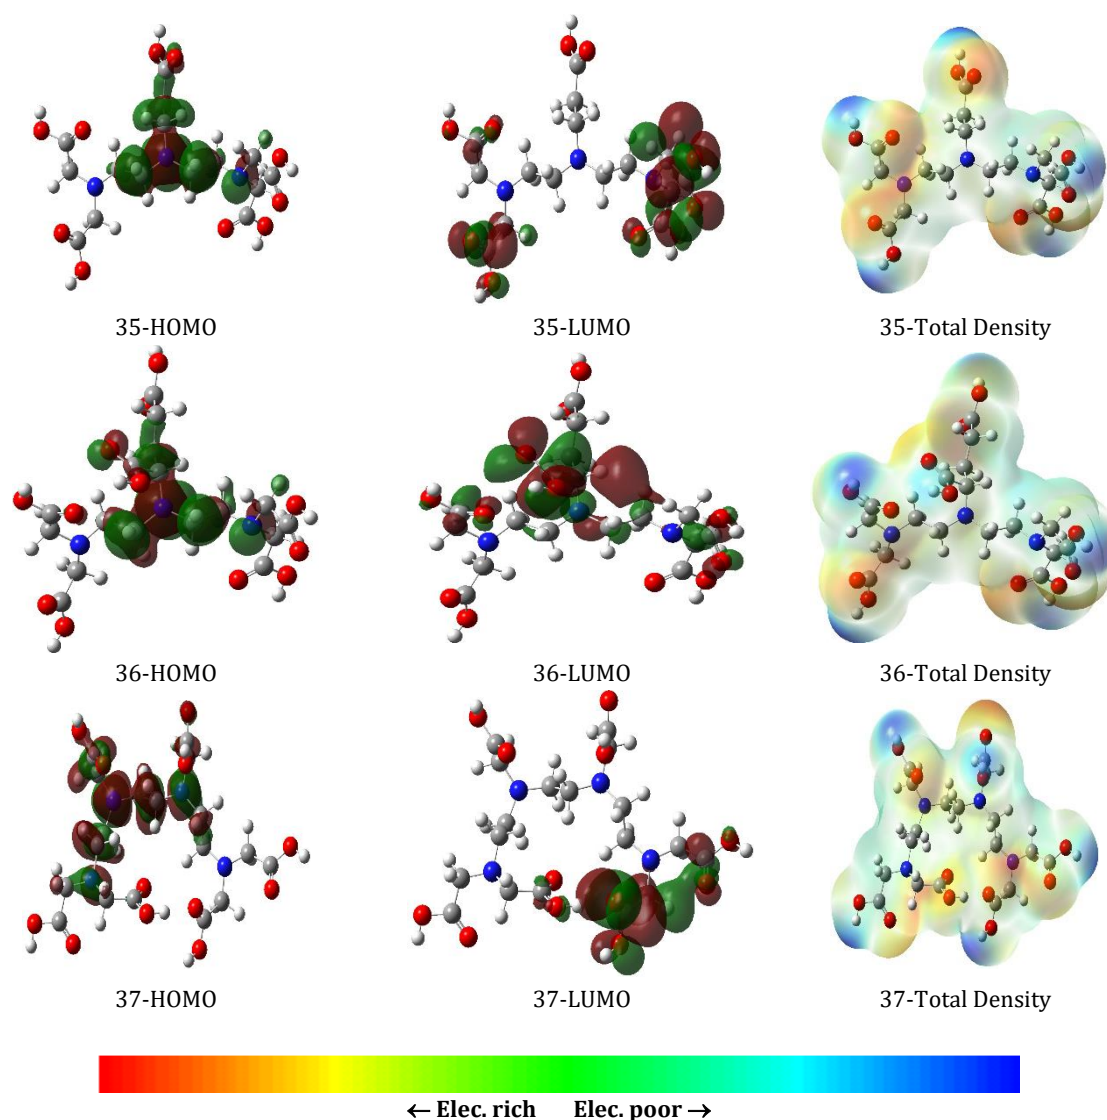 35-HOMO
35-LUMO
35-Total Density
36-HOMO
36-LUMO
36-Total Density
37-HOMO
37-LUMO
37-Total Density
← Elec. rich Elec. poor →